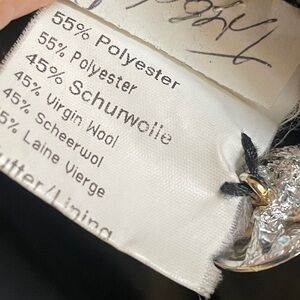 55% Polyester
55% Polyester
45% Schurwolle
45% Virgin Wool
45% Scheerwol
5% Laine Vierge
utter/Lining